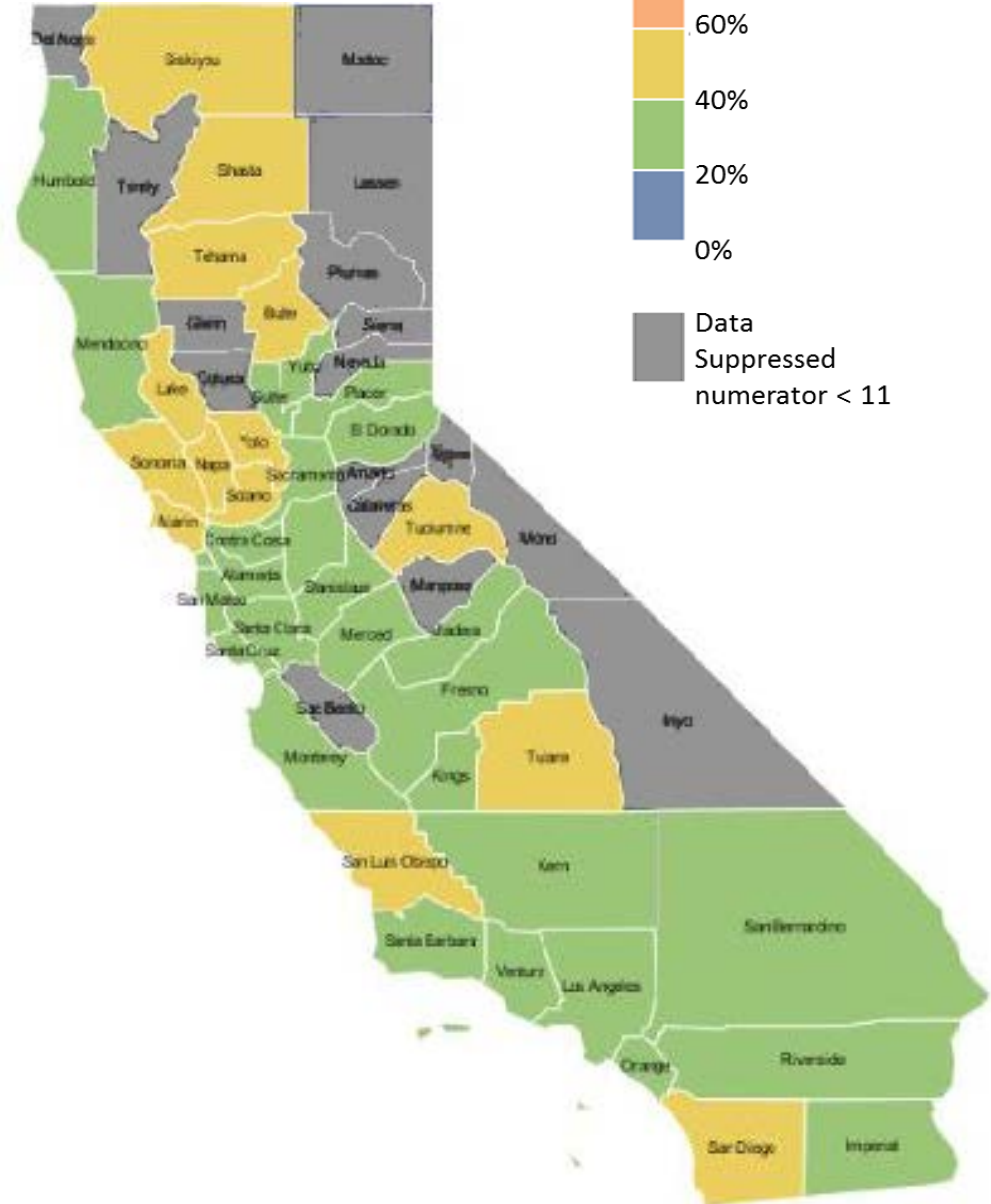 60%
40%
20%
0%
Data
Suppressed
numerator < 11
Del Norte
Siskiyou
Modoc
Humbold
Trinity
Shasta
Lassen
Tehama
Plumas
Glenn
Butte
Sierra
Mendocino
Colusa
Yuba
Nevada
Lake
Sutter
Placer
El Dorado
Yolo
Sonoma
Napa
Alpine
Sacramento
Amador
Solano
Calaveras
Marin
Tuolumne
Contra Costa
Mono
Alameda
Stanislaus
Mariposa
San Mateo
Santa Clara
Merced
Madera
Santa Cruz
Fresno
San Benito
Inyo
Monterey
Kings
Tulare
San Luis Obispo
Kern
San Bernardino
Santa Barbara
Ventura
Los Angeles
Orange
Riverside
San Diego
Imperial